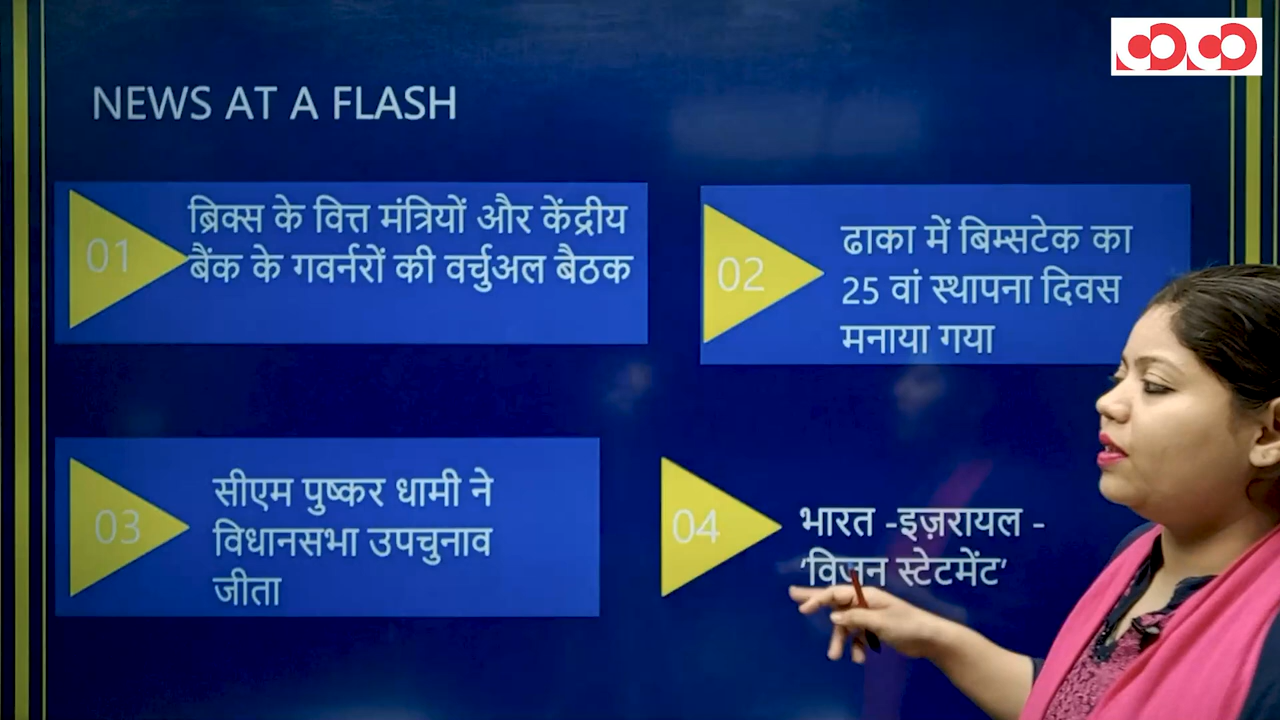 NEWS AT A FLASH
01
ब्रिक्स के वित्त मंत्रियों और केंद्रीय
बैंक के गवर्नरों की वर्चुअल बैठक
02
ढाका में बिम्सटेक का
25 वां स्थापना दिवस
मनाया गया
03
सीएम पुष्कर धामी ने
विधानसभा उपचुनाव
जीता
04
भारत -इज़रायल -
‘विज़न स्टेटमेंट’